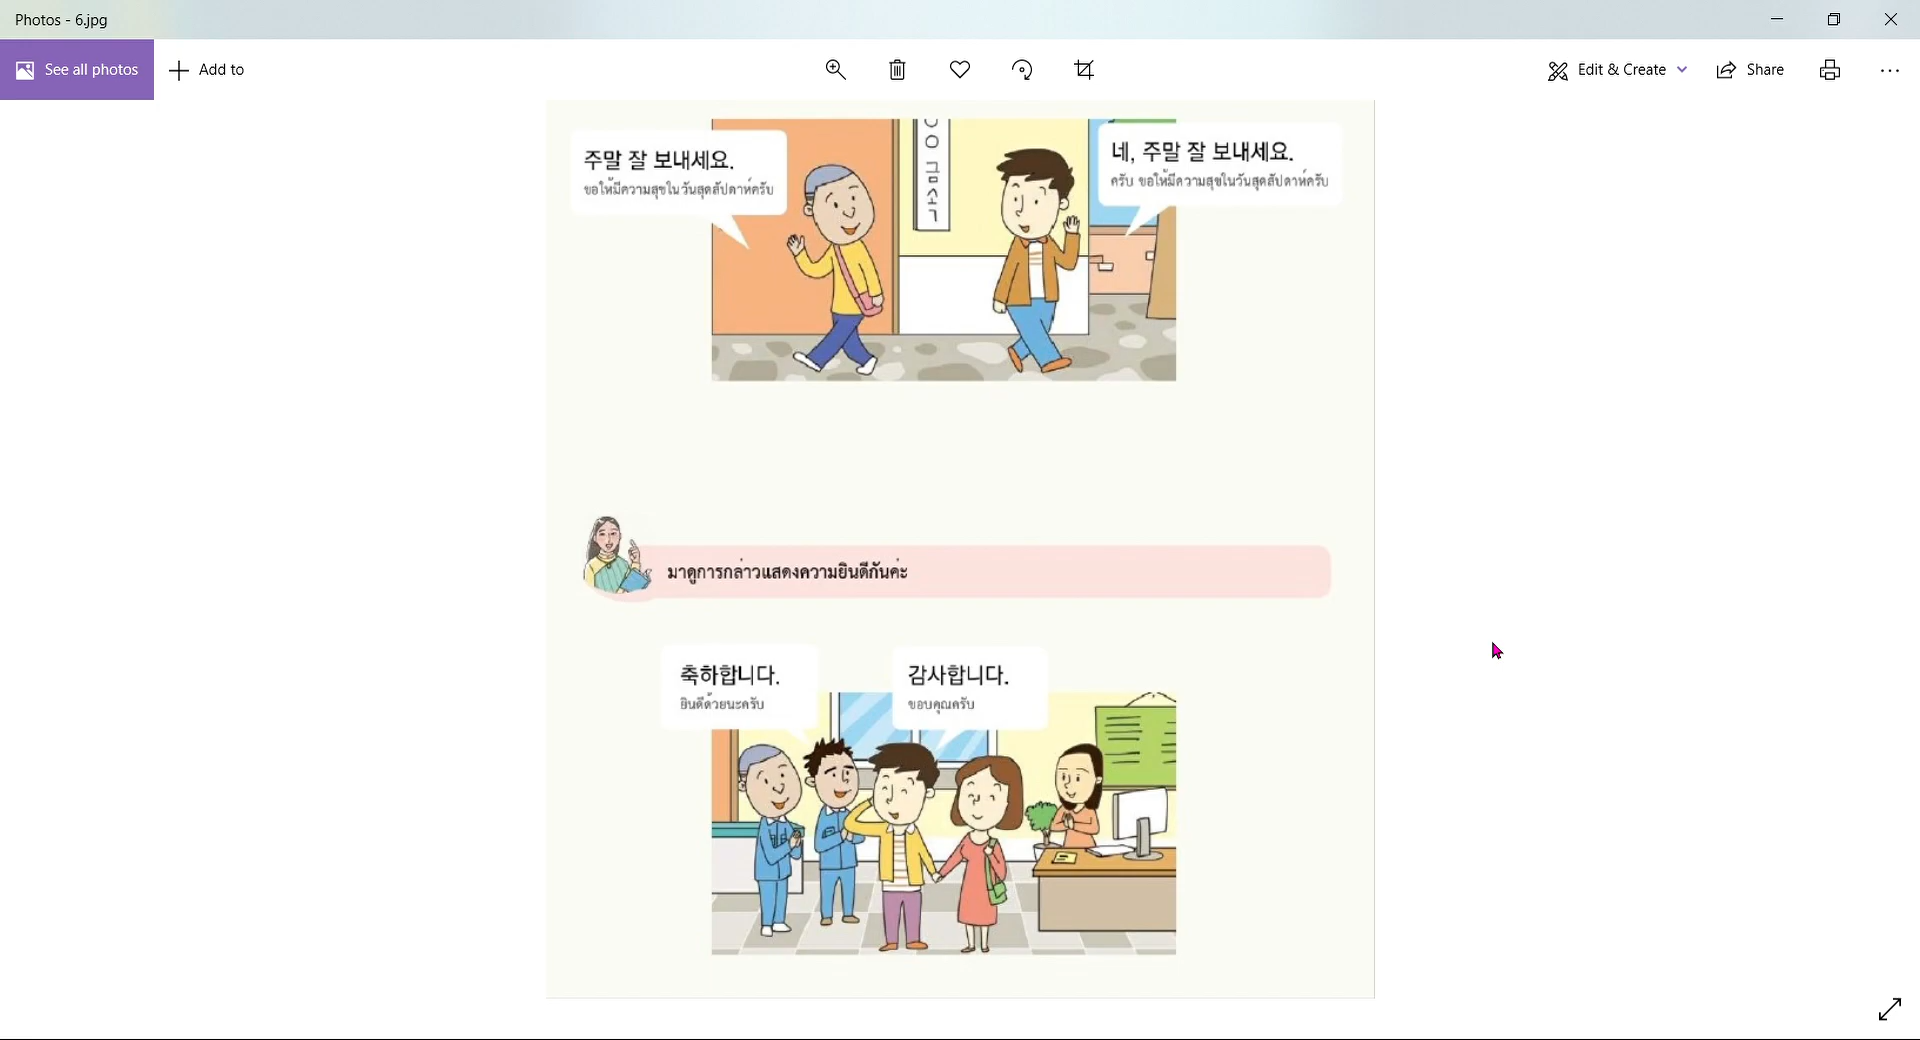 Photos - 6.jpg
See all photos
Add to
Edit & Create
Share
주말 잘 보내세요.
ขอให้มีความสุขในวันสุดสัปดาห์ครับ
네, 주말 잘 보내세요.
ครับ ขอให้มีความสุขในวันสุดสัปดาห์ครับ
มาดูการกล่าวแสดงความยินดีกันค่ะ
축하합니다.
ยินดีด้วยนะครับ
감사합니다.
ขอบคุณครับ